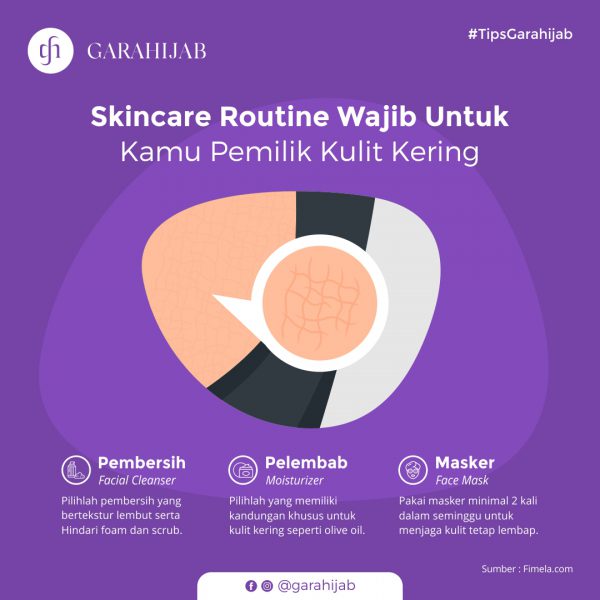 GARAHIJAB
#TipsGarahijab
Skincare Routine Wajib Untuk
Kamu Pemilik Kulit Kering
Pembersih
Facial Cleanser
Pilihlah pembersih yang
bertekstur lembut serta
Hindari foam dan scrub.
Pelembab
Moisturizer
Pilihlah yang memiliki
kandungan khusus untuk
kulit kering seperti olive oil.
Masker
Face Mask
Pakai masker minimal 2 kali
dalam seminggu untuk
menjaga kulit tetap lembap.
Sumber : Fimela.com
@garahijab